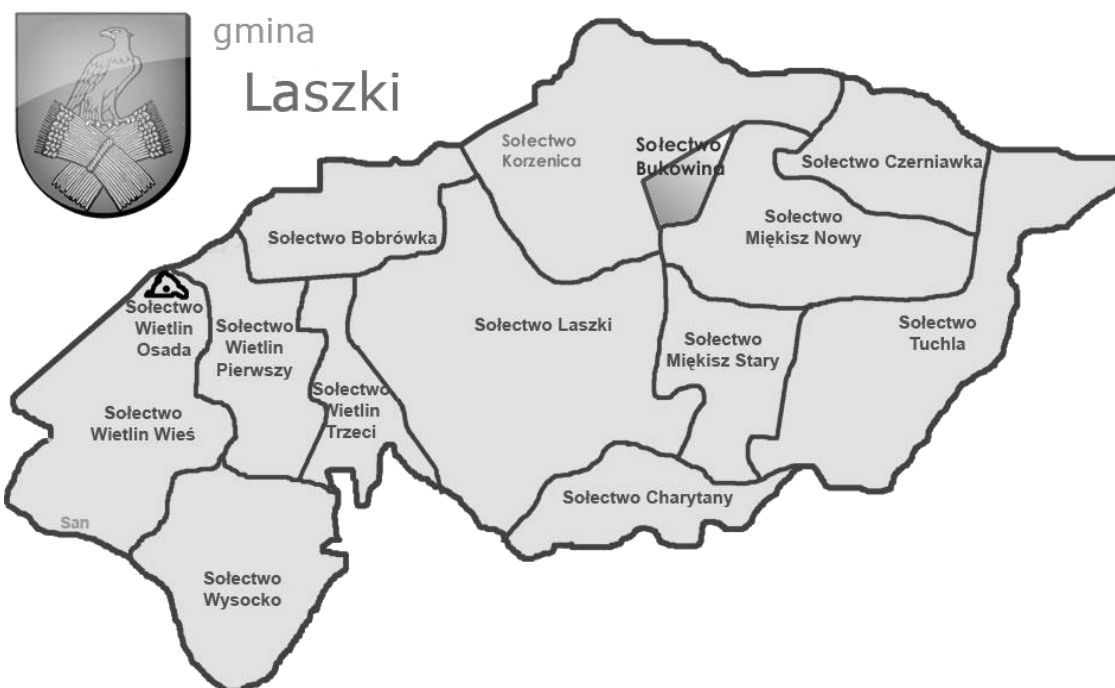 gmina
Laszki
Sołectwo
Korzenica
Sołectwo
Bukowina
Sołectwo Czerniawka
Sołectwo
Miękisz Nowy
Sołectwo Bobrówka
Sołectwo
Wietlin
Osada
Sołectwo
Wietlin
Pierwszy
Sołectwo Laszki
Sołectwo
Miękisz Stary
Sołectwo
Tuchla
Sołectwo
Wietlin
Trzeci
Sołectwo
Wietlin Wieś
Sołectwo Charytany
San
Sołectwo
Wysocko